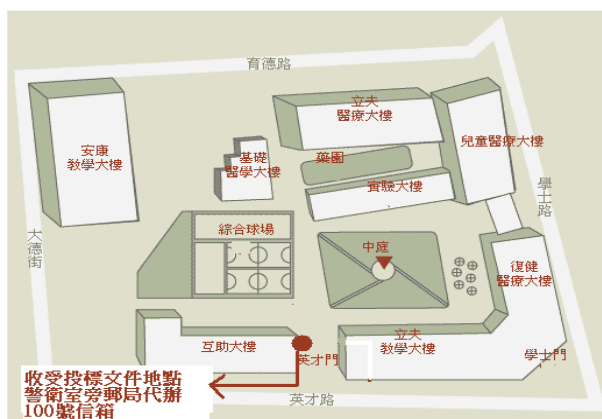 育德路
立夫
醫療大樓
兒童醫療大樓
安康
教學大樓
基礎
醫學大樓
藥園
實驗大樓
學士路
大德街
綜合球場
中庭
復健
醫療大樓
互助大樓
英才門
立夫
教學大樓
學士門
收受投標文件地點
警衛室旁郵局代辦
100號信箱
英才路